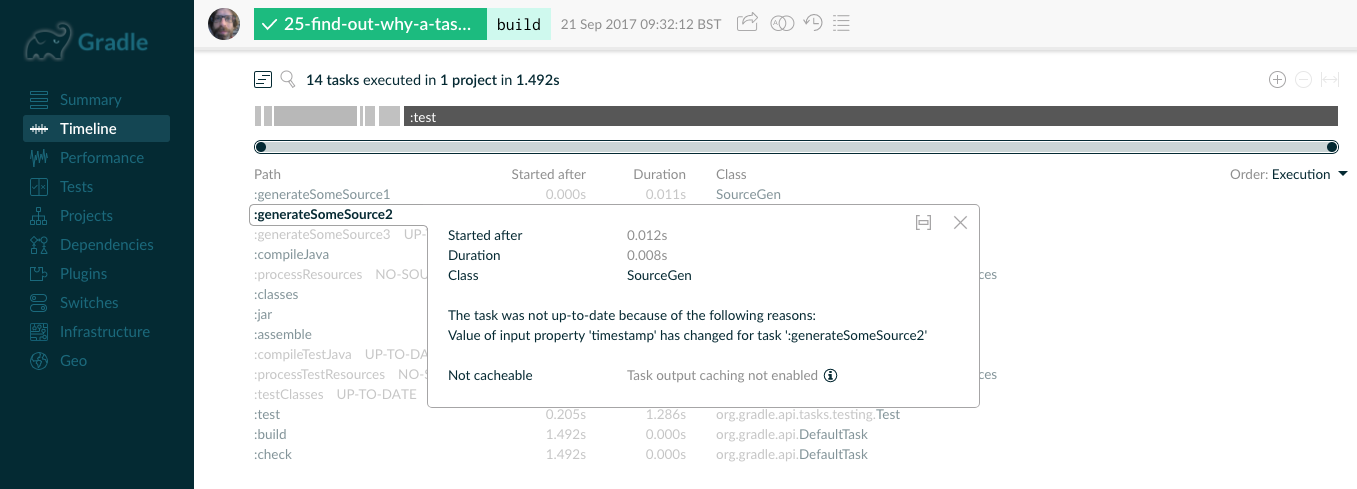 25-find-out-why-a-tas... build 21 Sep 2017 09:32:12 BST
Gradle
Summary
Timeline
Performance
Tests
Projects
Dependencies
Plugins
Switches
Infrastructure
Geo
14 tasks executed in 1 project in 1.492s
:test
Path Started after Duration Class Order: Execution
:generateSomeSource1 0.000s 0.011s SourceGen
:generateSomeSource2
:generateSomeSource3 UP-
:compileJava
:processResources NO-SOU ces
:classes
:jar
:assemble
:compileTestJava UP-TO-DA
:processTestResources NO-S ces
:testClasses UP-TO-DATE
Started after 0.012s
Duration 0.008s
Class SourceGen
The task was not up-to-date because of the following reasons:
Value of input property 'timestamp' has changed for task ':generateSomeSource2'
Not cacheable Task output caching not enabled
:test 0.205s 1.286s org.gradle.api.tasks.testing.Test
:build 1.492s 0.000s org.gradle.api.DefaultTask
:check 1.492s 0.000s org.gradle.api.DefaultTask